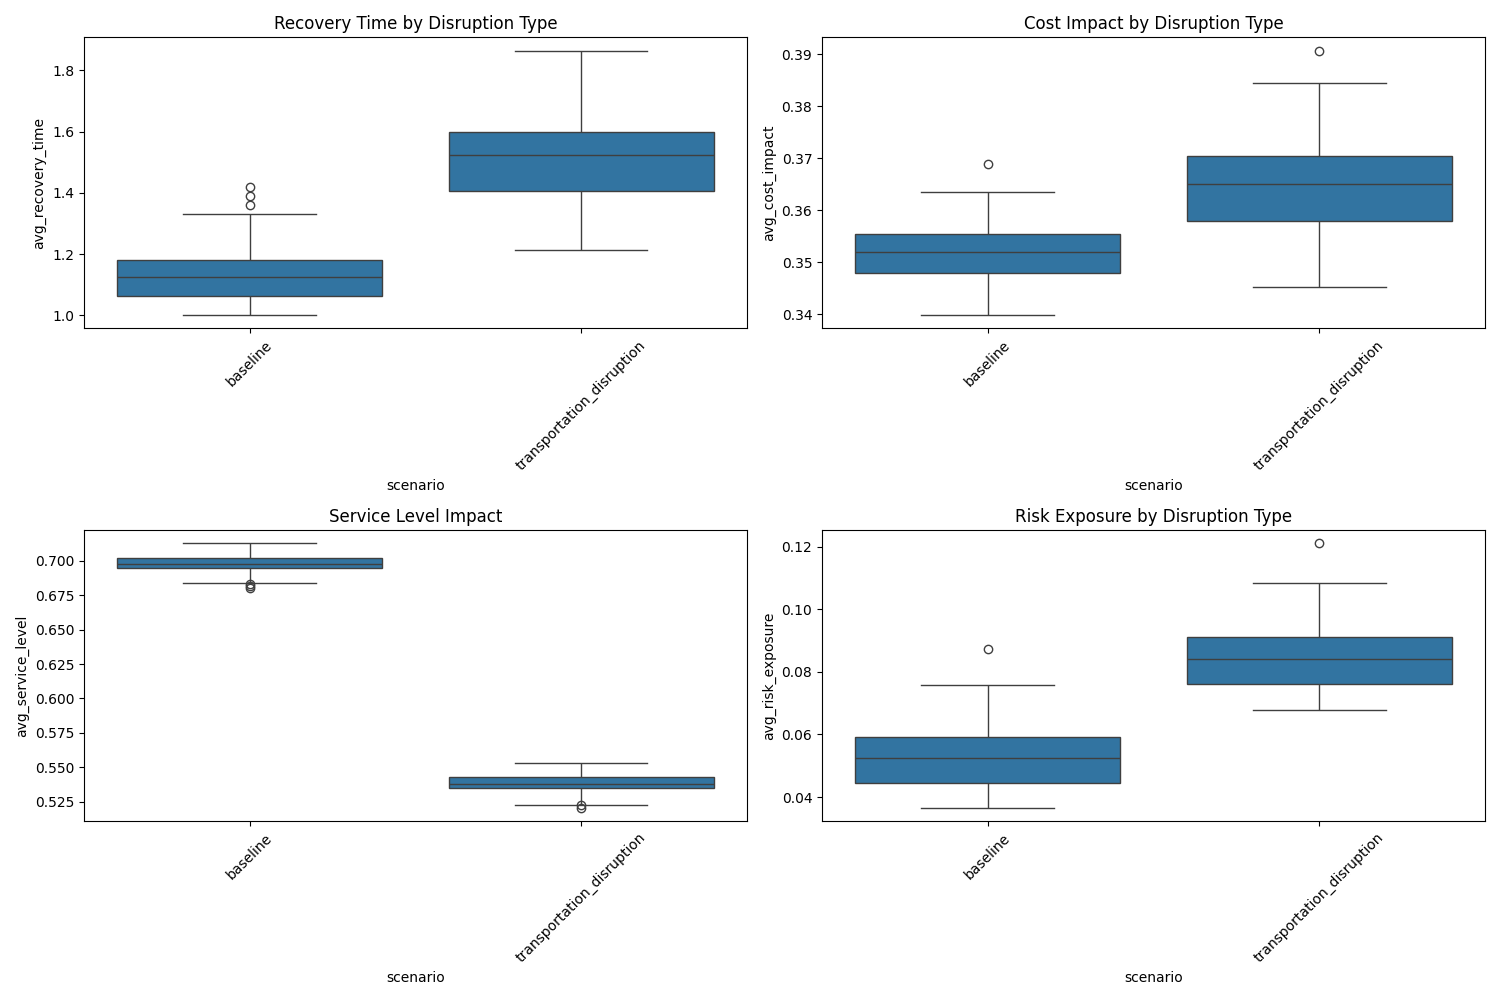 Recovery Time by Disruption Type
avg_recovery_time
1.8
1.6
1.4
1.2
1.0
baseline
transportation_disruption
scenario
Cost Impact by Disruption Type
avg_cost_impact
0.39
0.38
0.37
0.36
0.35
0.34
baseline
transportation_disruption
scenario
Service Level Impact
avg_service_level
0.700
0.675
0.650
0.625
0.600
0.575
0.550
0.525
baseline
transportation_disruption
scenario
Risk Exposure by Disruption Type
avg_risk_exposure
0.12
0.10
0.08
0.06
0.04
baseline
transportation_disruption
scenario